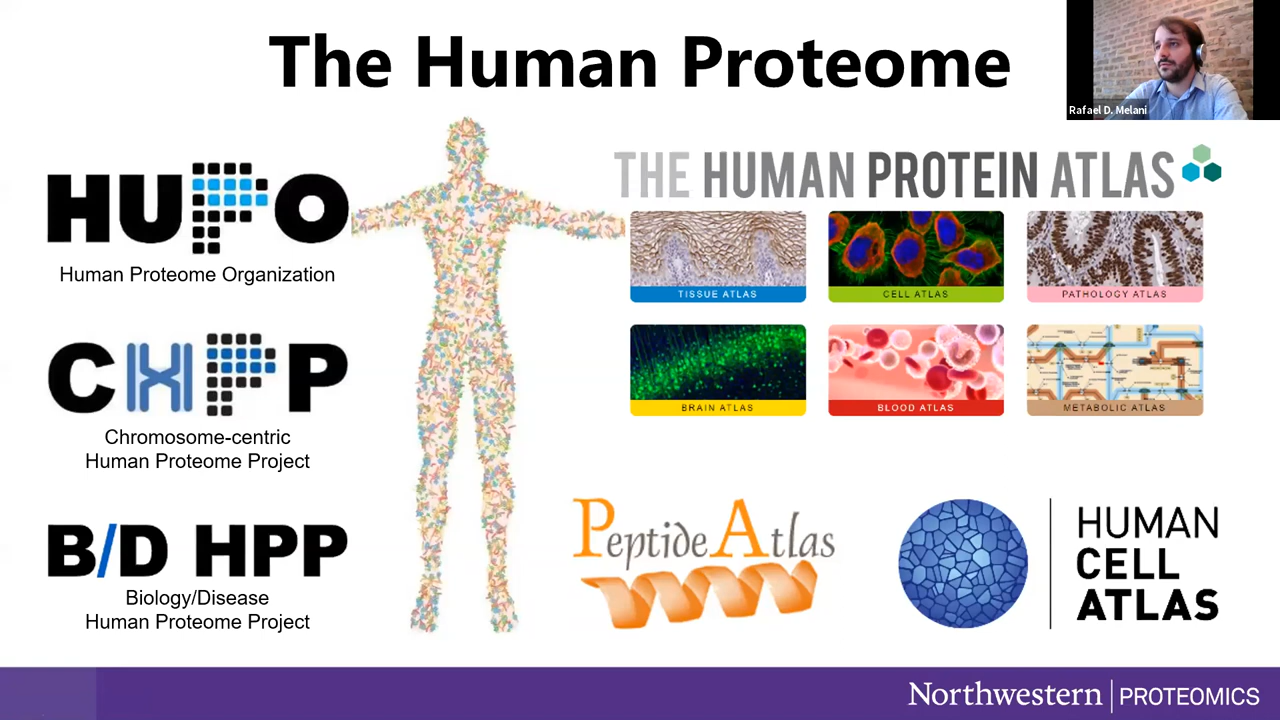 The Human Proteome
Rafael D. Melani
HUPO
Human Proteome Organization
CHPP
Chromosome-centric
Human Proteome Project
B/D HPP
Biology/Disease
Human Proteome Project
THE HUMAN PROTEIN ATLAS
TISSUE ATLAS
CELL ATLAS
PATHOLOGY ATLAS
BRAIN ATLAS
BLOOD ATLAS
METABOLIC ATLAS
PeptideAtlas
HUMAN
CELL
ATLAS
Northwestern | PROTEOMICS